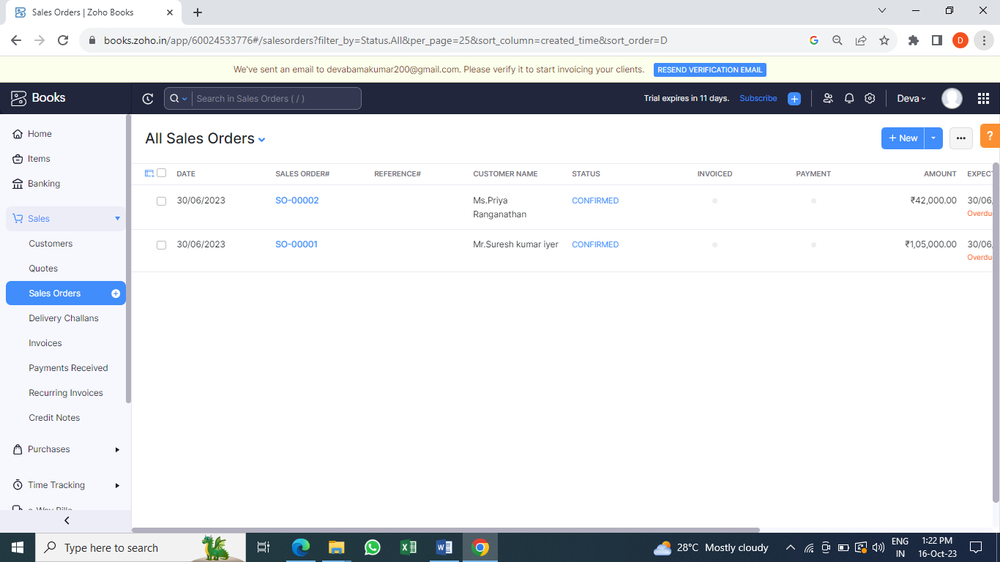 Sales Orders | Zoho Books
books.zoho.in/app/60024533776#/salesorders?filter_by=Status.All&per_page=25&sort_column=created_time&sort_order=D
D
We've sent an email to devabamakumar200@gmail.com. Please verify it to start invoicing your clients. RESEND VERIFICATION EMAIL
Books
Search in Sales Orders ( / )
Trial expires in 11 days. Subscribe
Deva
Home
Items
Banking
Sales
Customers
Quotes
Sales Orders
Delivery Challans
Invoices
Payments Received
Recurring Invoices
Credit Notes
Purchases
Time Tracking
e-Way Bills
All Sales Orders
+ New
?
DATE SALES ORDER# REFERENCE# CUSTOMER NAME STATUS INVOICED PAYMENT AMOUNT EXPECT
30/06/2023 SO-00002 Ms.Priya Ranganathan CONFIRMED ₹42,000.00 30/06/
Overdu
30/06/2023 SO-00001 Mr.Suresh kumar iyer CONFIRMED ₹1,05,000.00 30/06/
Overdu
Type here to search
28°C Mostly cloudy
ENG
IN
1:22 PM
16-Oct-23